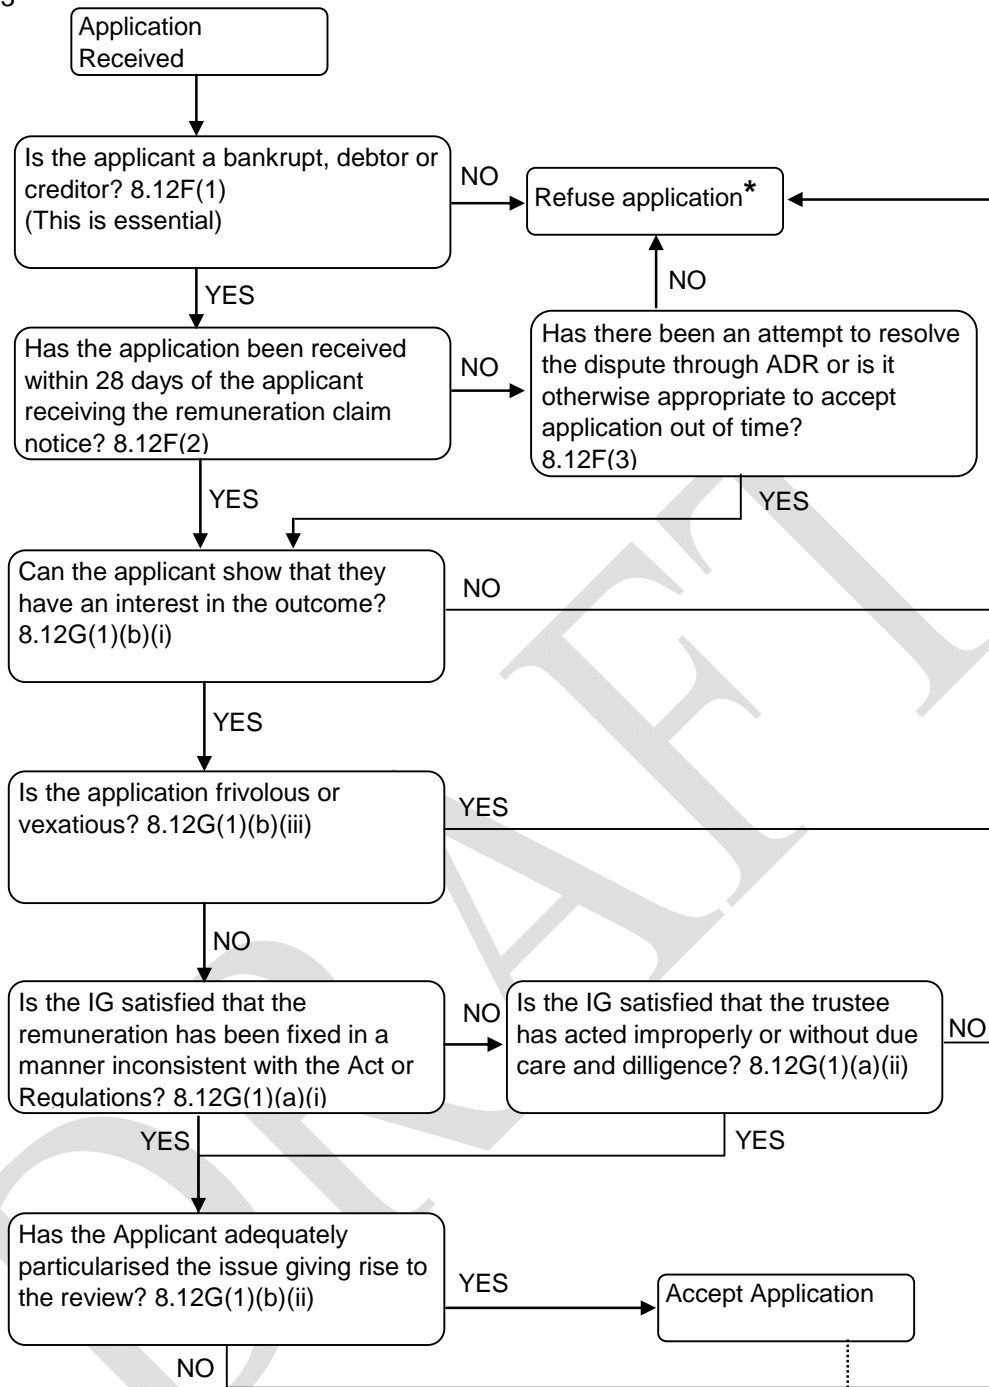 Application
Received
Is the applicant a bankrupt, debtor or
creditor? 8.12F(1)
(This is essential)
NO
Refuse application*
YES
NO
Has the application been received
within 28 days of the applicant
receiving the remuneration claim
notice? 8.12F(2)
NO
Has there been an attempt to resolve
the dispute through ADR or is it
otherwise appropriate to accept
application out of time?
8.12F(3)
YES
YES
Can the applicant show that they
have an interest in the outcome?
8.12G(1)(b)(i)
NO
YES
Is the application frivolous or
vexatious? 8.12G(1)(b)(iii)
YES
NO
Is the IG satisfied that the
remuneration has been fixed in a
manner inconsistent with the Act or
Regulations? 8.12G(1)(a)(i)
NO
Is the IG satisfied that the trustee
has acted improperly or without due
care and dilligence? 8.12G(1)(a)(ii)
NO
YES
YES
Has the Applicant adequately
particularised the issue giving rise to
the review? 8.12G(1)(b)(ii)
YES
Accept Application
NO
DRAFT